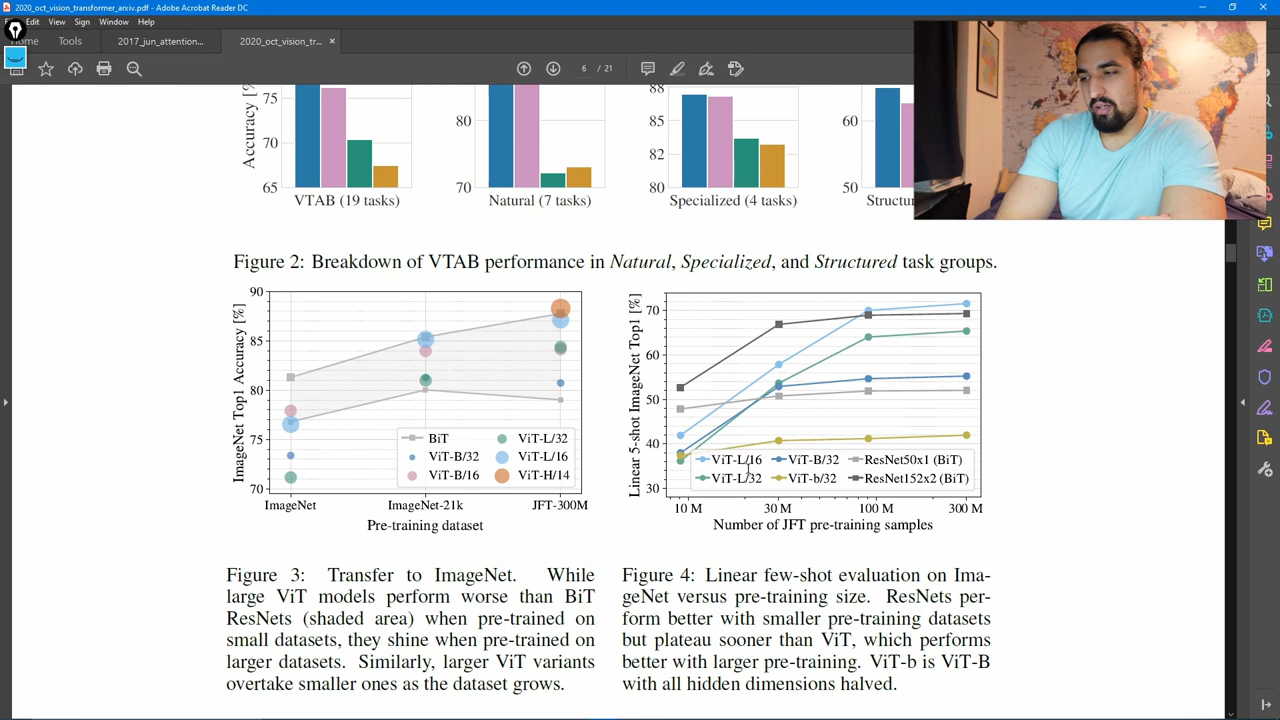 2020_oct_vision_transformer_arxiv.pdf - Adobe Acrobat Reader DC
Edit View Sign Window Help
Home Tools 2017_jun_attention... 2020_oct_vision_tr... ×
6 / 21
Accuracy [%
75
70
65
VTAB (19 tasks)
80
70
Natural (7 tasks)
88
85
82
80
Specialized (4 tasks)
60
50
Structur
Figure 2: Breakdown of VTAB performance in Natural, Specialized, and Structured task groups.
ImageNet Top1 Accuracy [%]
90
85
80
75
70
BiT
ViT-B/32
ViT-B/16
ViT-L/32
ViT-L/16
ViT-H/14
ImageNet ImageNet-21k JFT-300M
Pre-training dataset
Linear 5-shot ImageNet Top1 [%]
70
60
50
40
30
ViT-L/16 ViT-B/32 ResNet50x1 (BiT)
ViT-L/32 ViT-b/32 ResNet152x2 (BiT)
10 M 30 M 100 M 300 M
Number of JFT pre-training samples
Figure 3: Transfer to ImageNet. While
large ViT models perform worse than BiT
ResNets (shaded area) when pre-trained on
small datasets, they shine when pre-trained on
larger datasets. Similarly, larger ViT variants
overtake smaller ones as the dataset grows.
Figure 4: Linear few-shot evaluation on Ima-
geNet versus pre-training size. ResNets per-
form better with smaller pre-training datasets
but plateau sooner than ViT, which performs
better with larger pre-training. ViT-b is ViT-B
with all hidden dimensions halved.